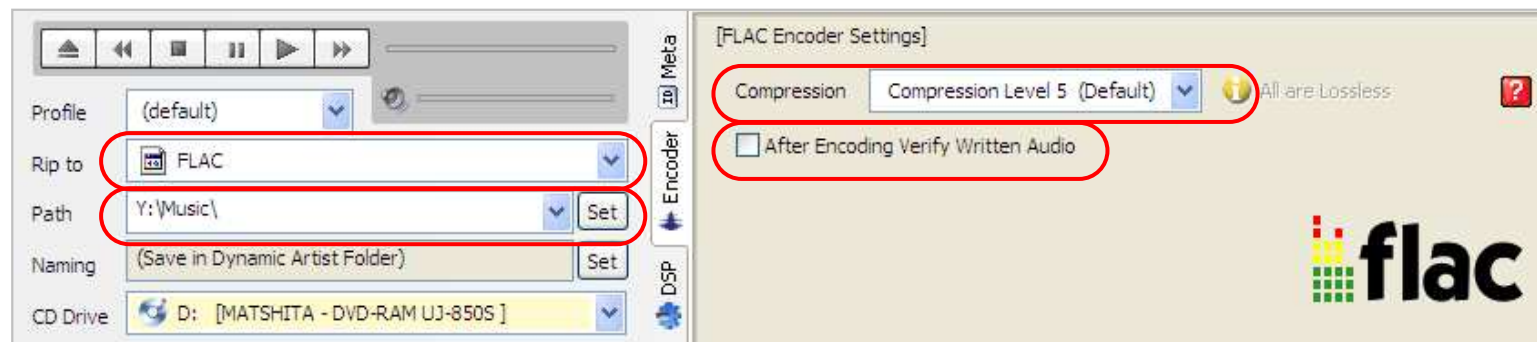 Profile (default)
Rip to FLAC
Path Y:\Music\ Set
Naming (Save in Dynamic Artist Folder) Set
CD Drive D: [MATSHITA - DVD-RAM UJ-850S ]
ID Meta
Encoder
DSP
[FLAC Encoder Settings]
Compression Compression Level 5 (Default) All are Lossless ?
After Encoding Verify Written Audio
flac